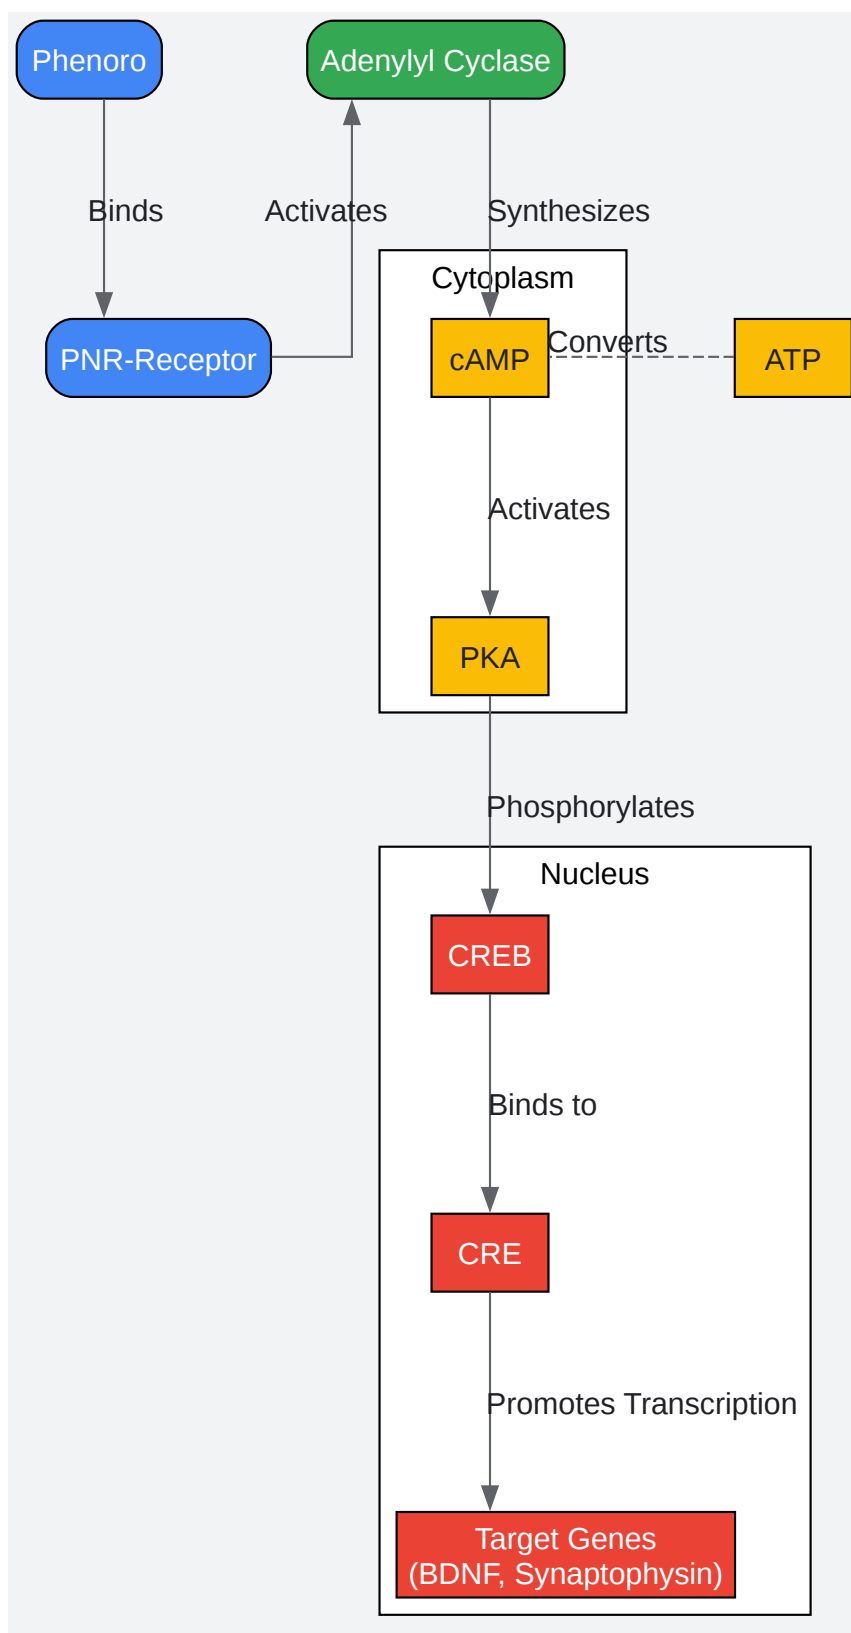 Phenoro
Adenylyl Cyclase
Binds
Activates
Synthesizes
Cytoplasm
PNR-Receptor
cAMP
Converts
ATP
Activates
PKA
Phosphorylates
Nucleus
CREB
Binds to
CRE
Promotes Transcription
Target Genes
(BDNF, Synaptophysin)